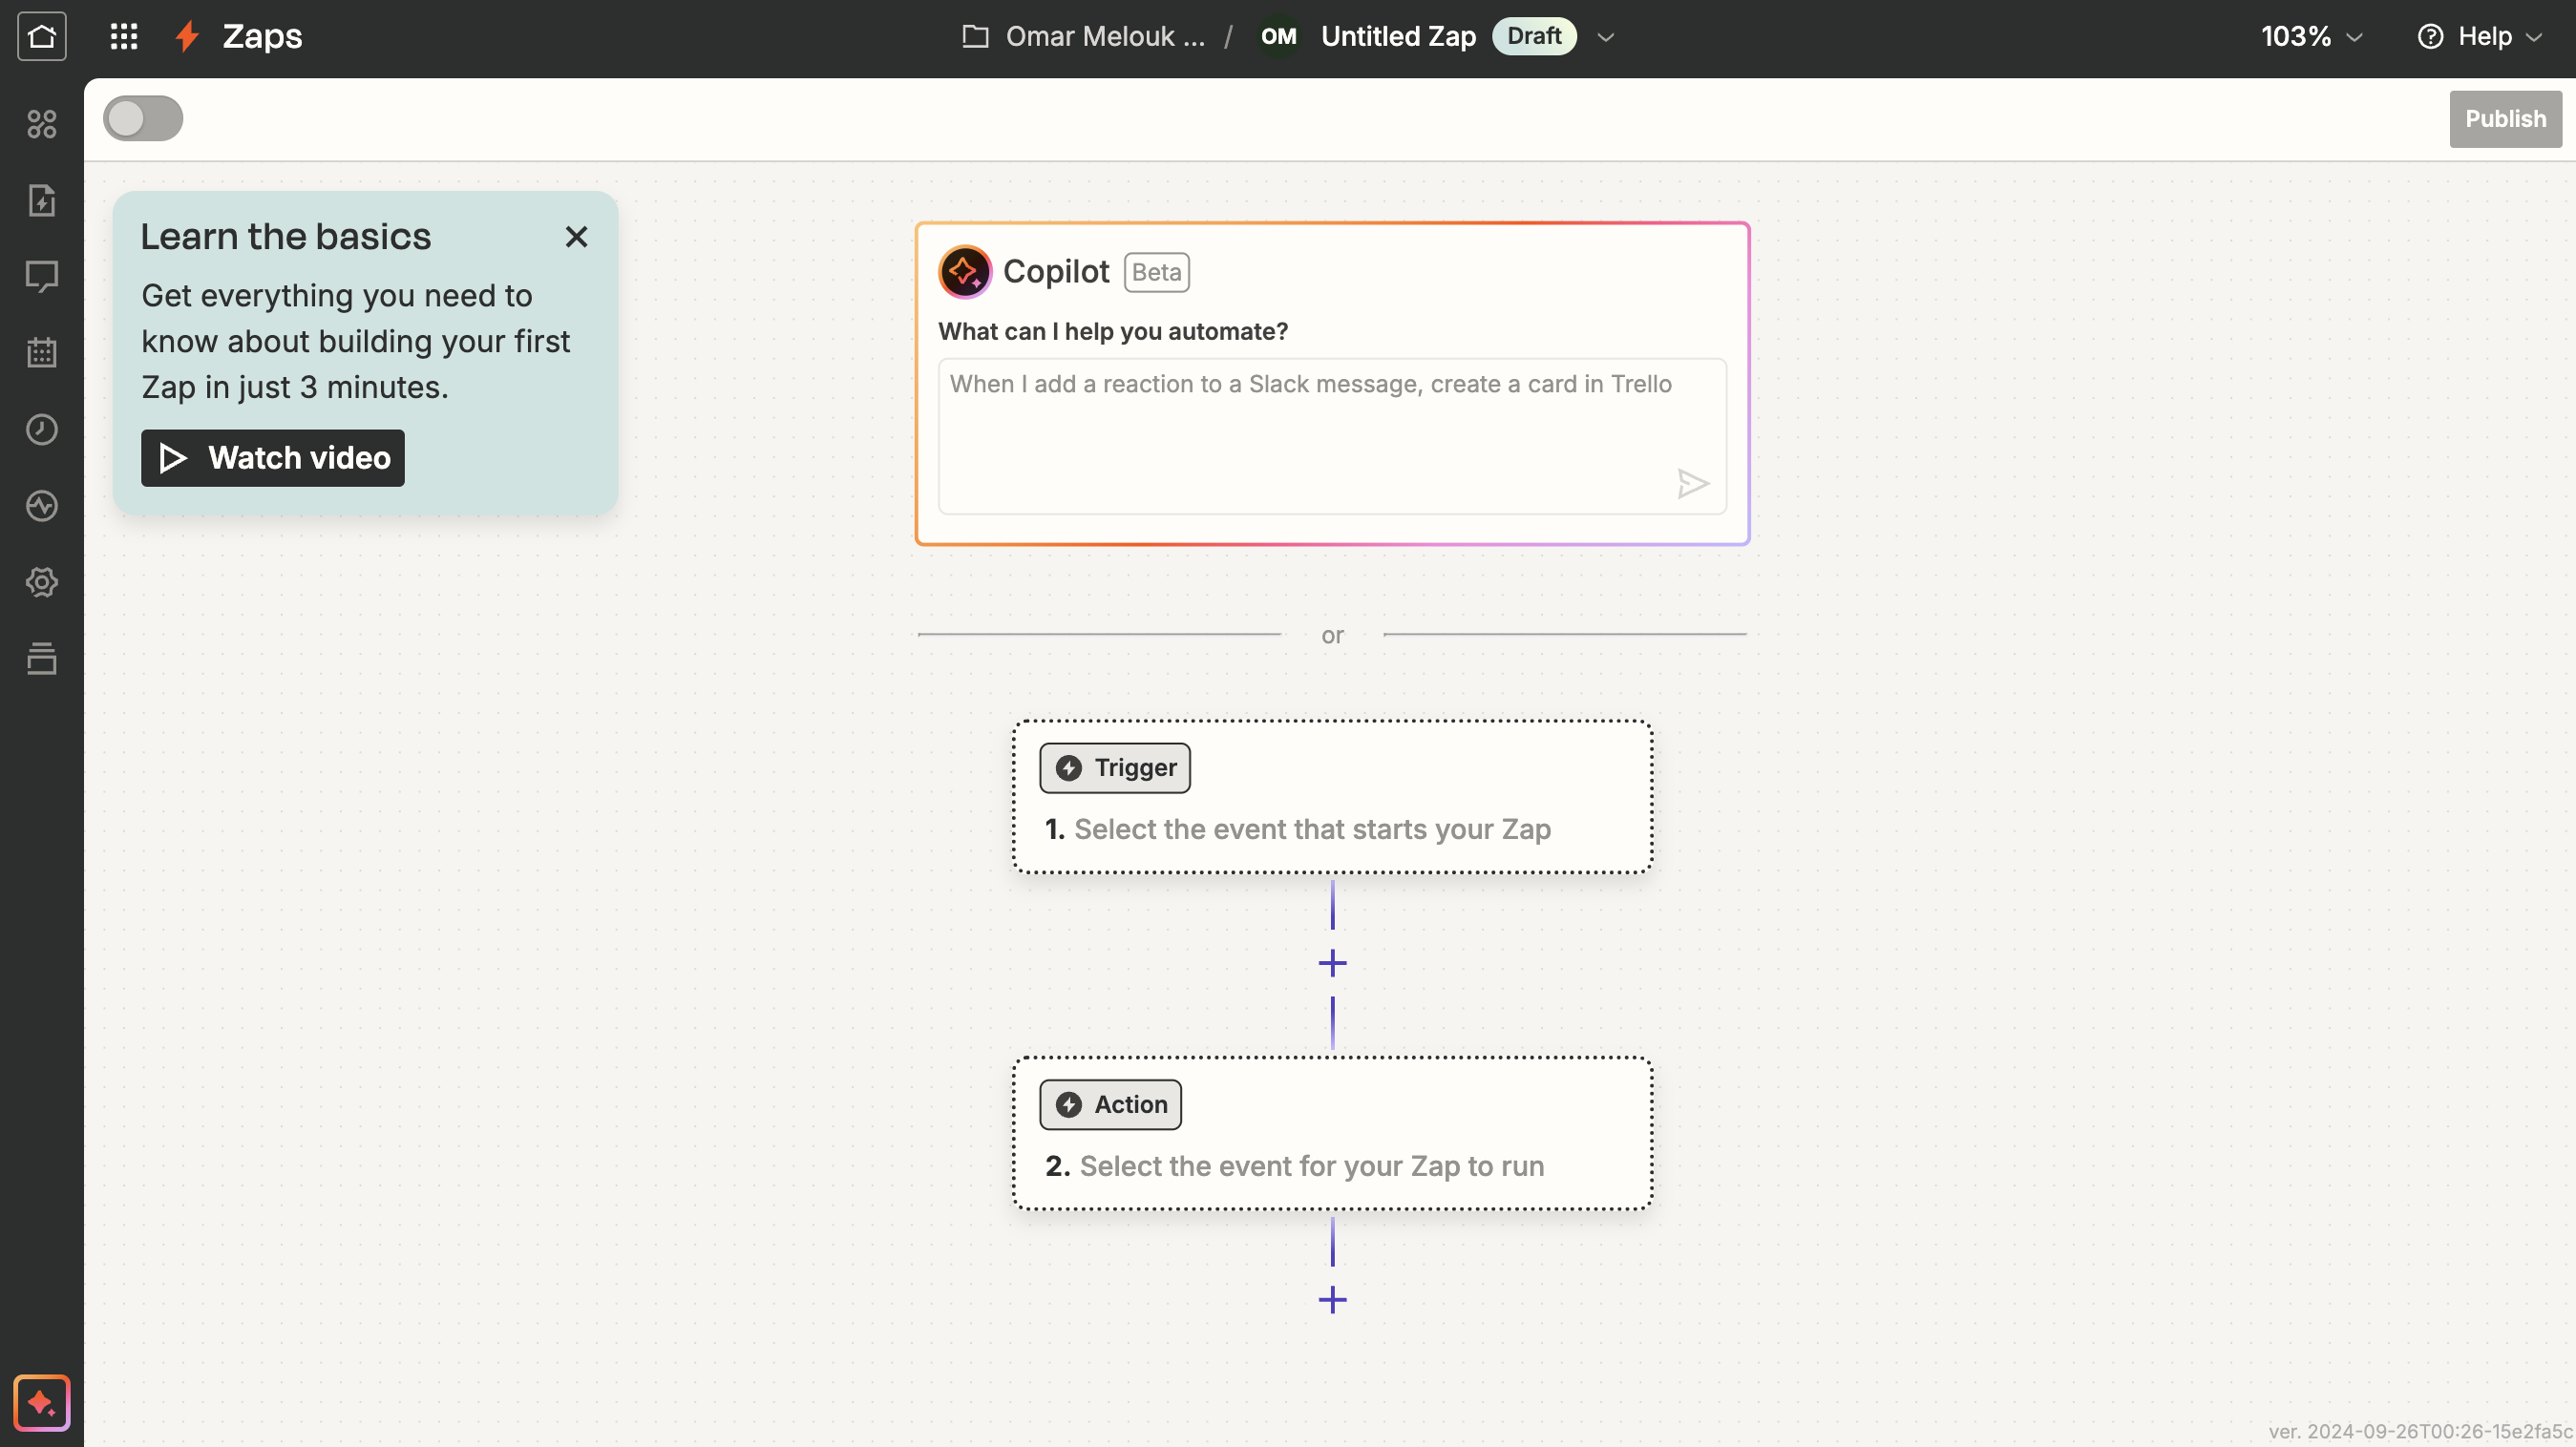 Zaps
Omar Melouk ... / OM Untitled Zap Draft
103%
Help
Publish
Learn the basics
Get everything you need to
know about building your first
Zap in just 3 minutes.
Watch video
Copilot Beta
What can I help you automate?
When I add a reaction to a Slack message, create a card in Trello
or
Trigger
1. Select the event that starts your Zap
Action
2. Select the event for your Zap to run
ver. 2024-09-26T00:26-15e2fa5c